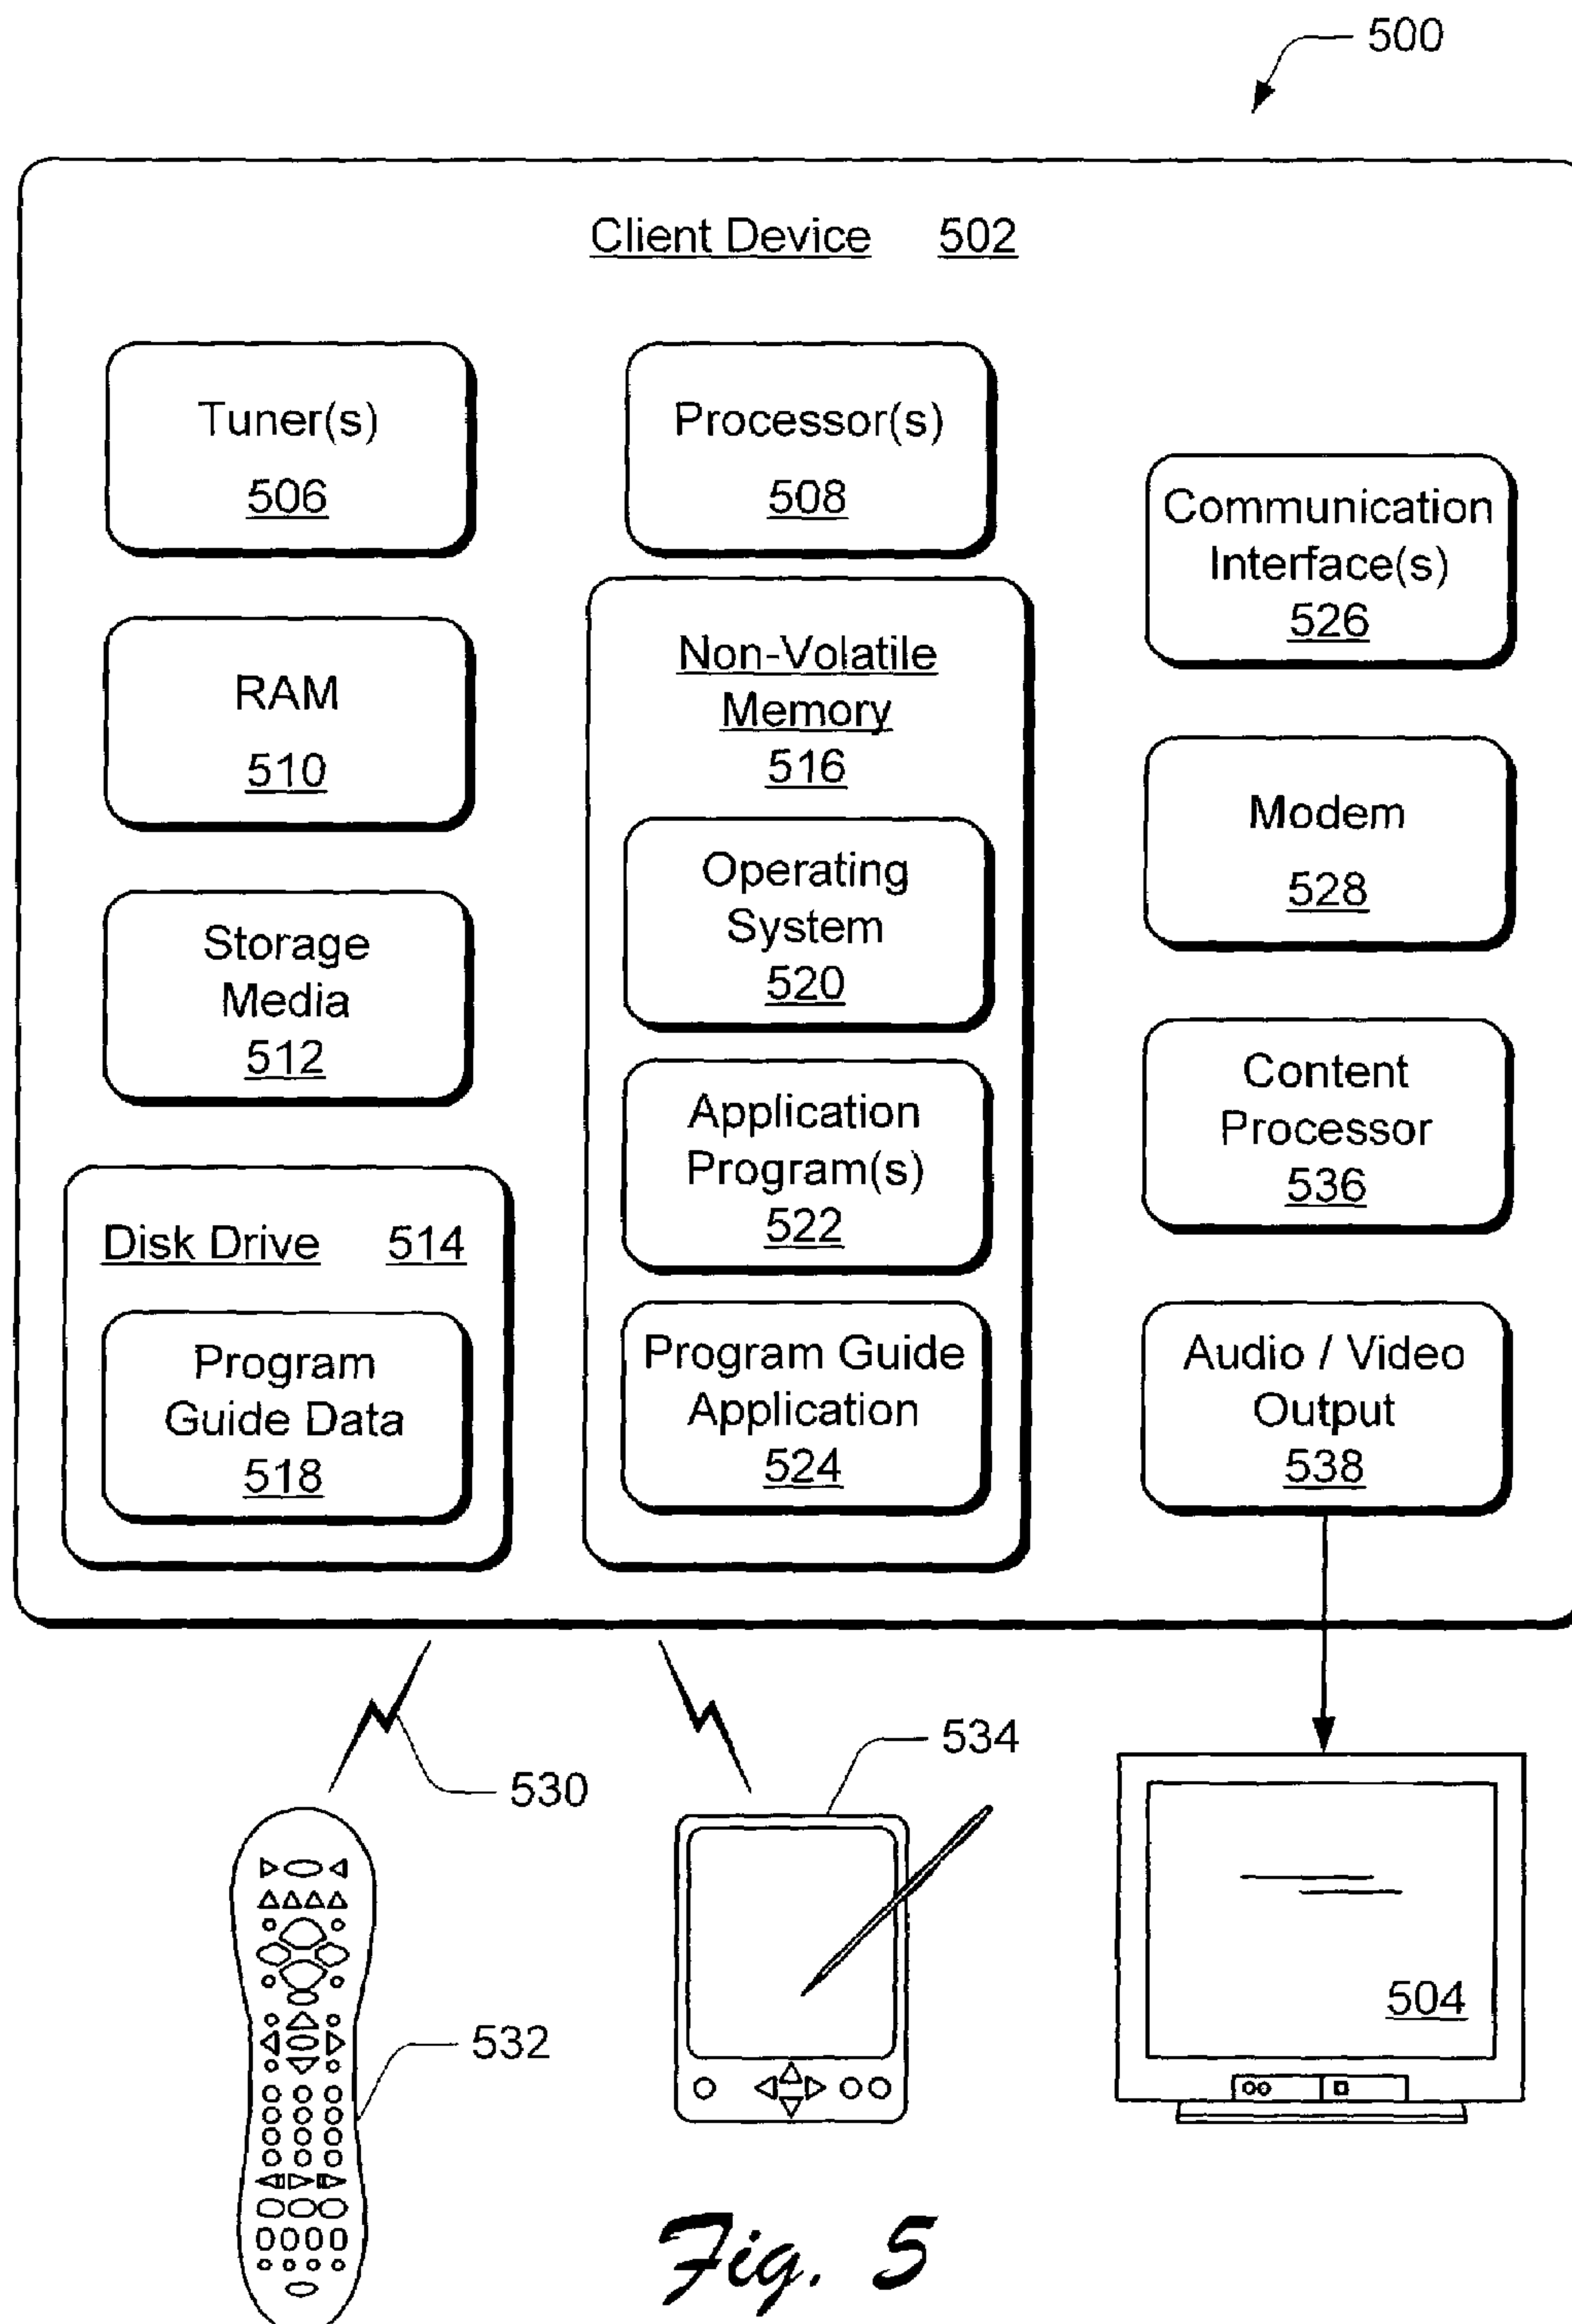 500
Client Device 502
Tuner(s)
506
Processor(s)
508
Communication
Interface(s)
526
RAM
510
Non-Volatile
Memory
516
Modem
528
Storage
Media
512
Operating
System
520
Content
Processor
536
Application
Program(s)
522
Disk Drive 514
Program
Guide Data
518
Program Guide
Application
524
Audio / Video
Output
538
530
534
532
504
Fig. 5